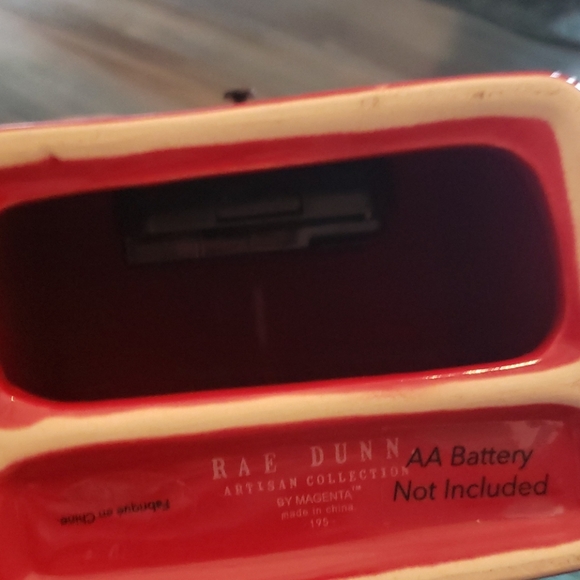 RAE DUNN
ARTISAN COLLECTION
BY MAGENTA™
made in china.
-195-
AA Battery
Not Included
Fabriqué en Chine